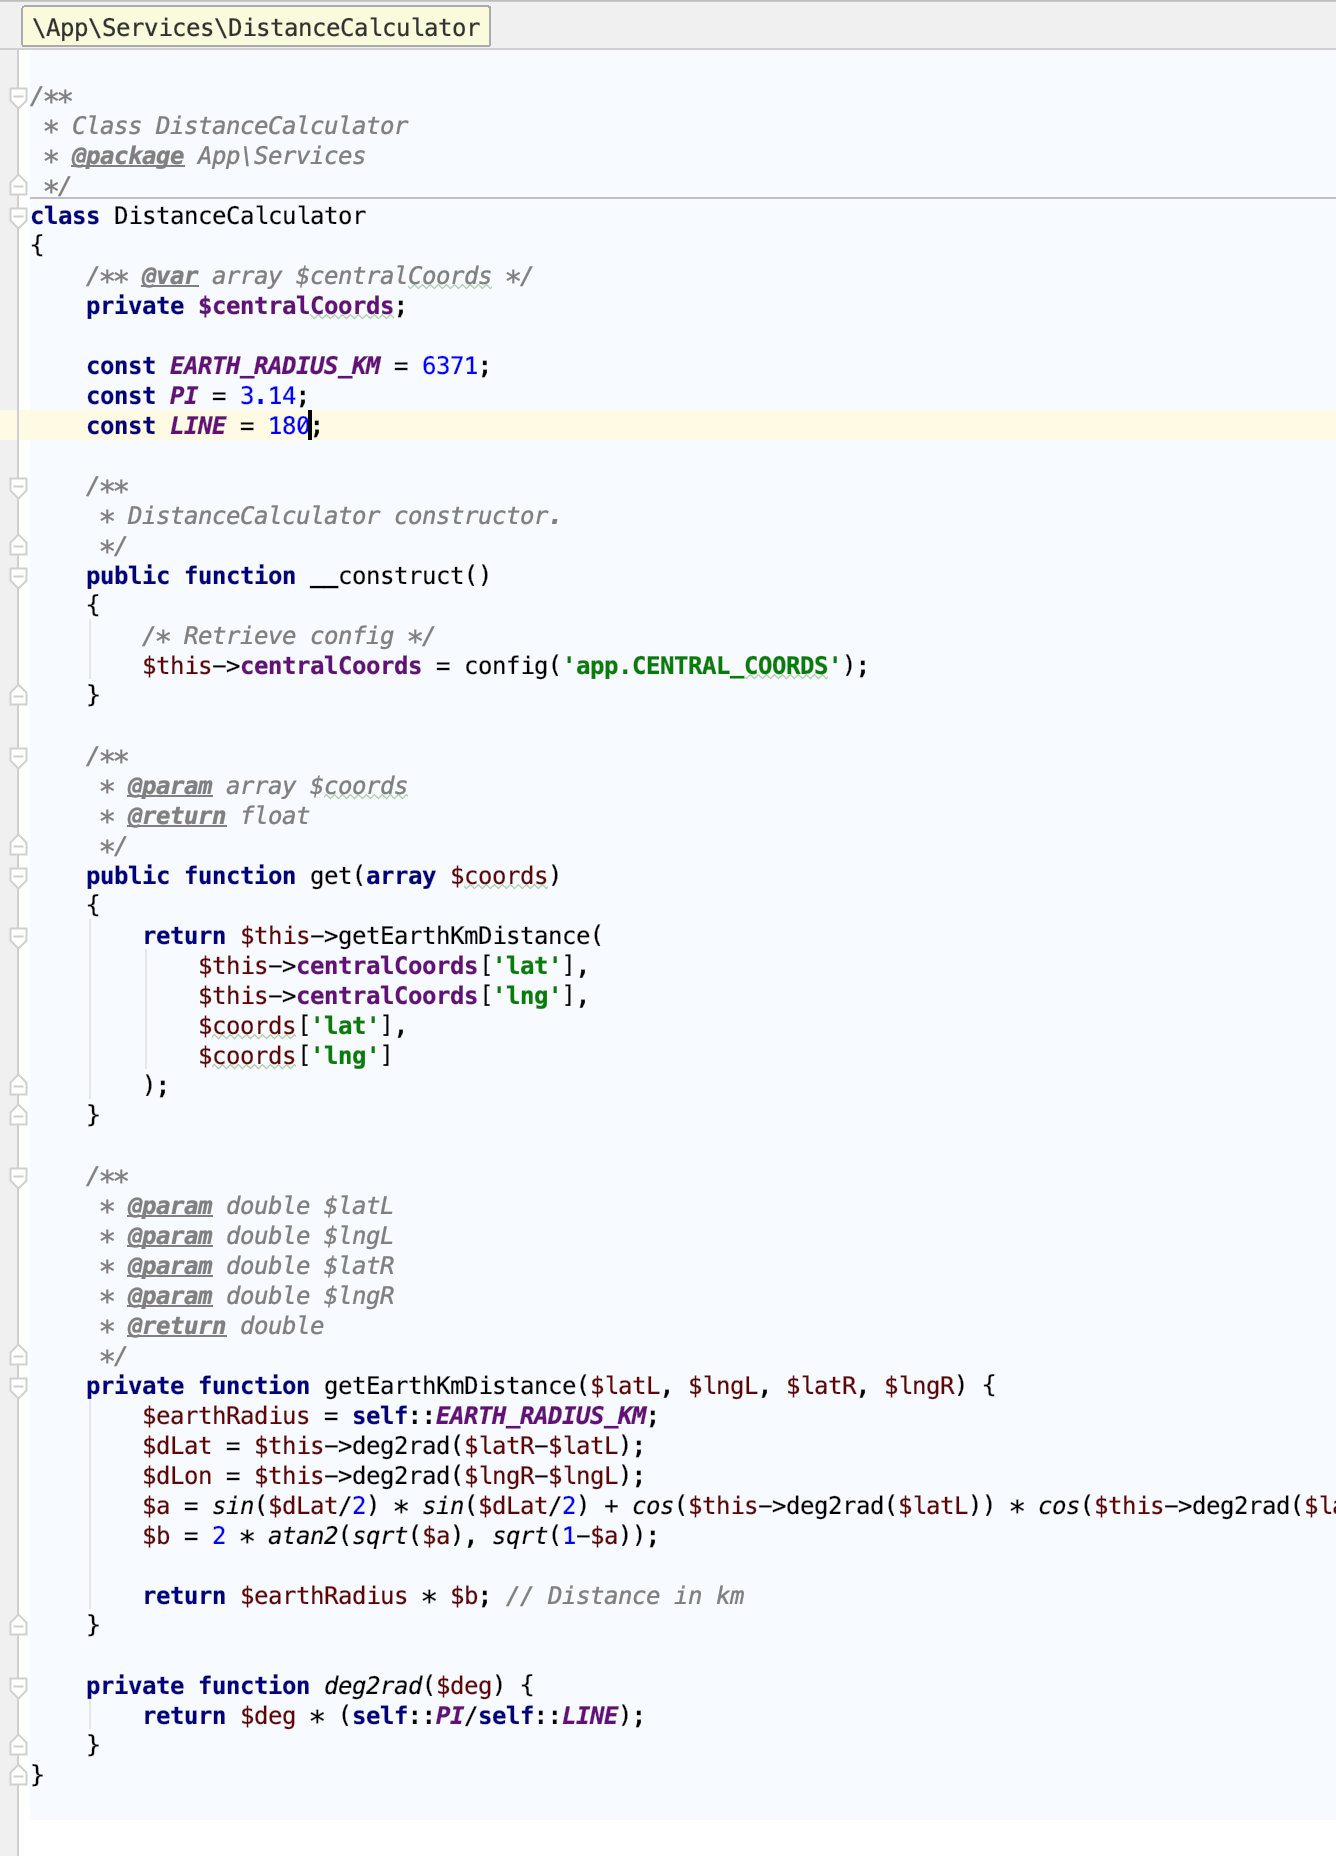 \App\Services\DistanceCalculator
/**
 * Class DistanceCalculator
 * @package App\Services
 */
class DistanceCalculator
{
    /** @var array $centralCoords */
    private $centralCoords;

    const EARTH_RADIUS_KM = 6371;
    const PI = 3.14;
    const LINE = 180;

    /**
     * DistanceCalculator constructor.
     */
    public function __construct()
    {
        /* Retrieve config */
        $this->centralCoords = config('app.CENTRAL_COORDS');
    }

    /**
     * @param array $coords
     * @return float
     */
    public function get(array $coords)
    {
        return $this->getEarthKmDistance(
            $this->centralCoords['lat'],
            $this->centralCoords['lng'],
            $coords['lat'],
            $coords['lng']
        );
    }

    /**
     * @param double $latL
     * @param double $lngL
     * @param double $latR
     * @param double $lngR
     * @return double
     */
    private function getEarthKmDistance($latL, $lngL, $latR, $lngR) {
        $earthRadius = self::EARTH_RADIUS_KM;
        $dLat = $this->deg2rad($latR-$latL);
        $dLon = $this->deg2rad($lngR-$lngL);
        $a = sin($dLat/2) * sin($dLat/2) + cos($this->deg2rad($latL)) * cos($this->deg2rad(
        $b = 2 * atan2(sqrt($a), sqrt(1-$a));

        return $earthRadius * $b; // Distance in km
    }

    private function deg2rad($deg) {
        return $deg * (self::PI/self::LINE);
    }
}